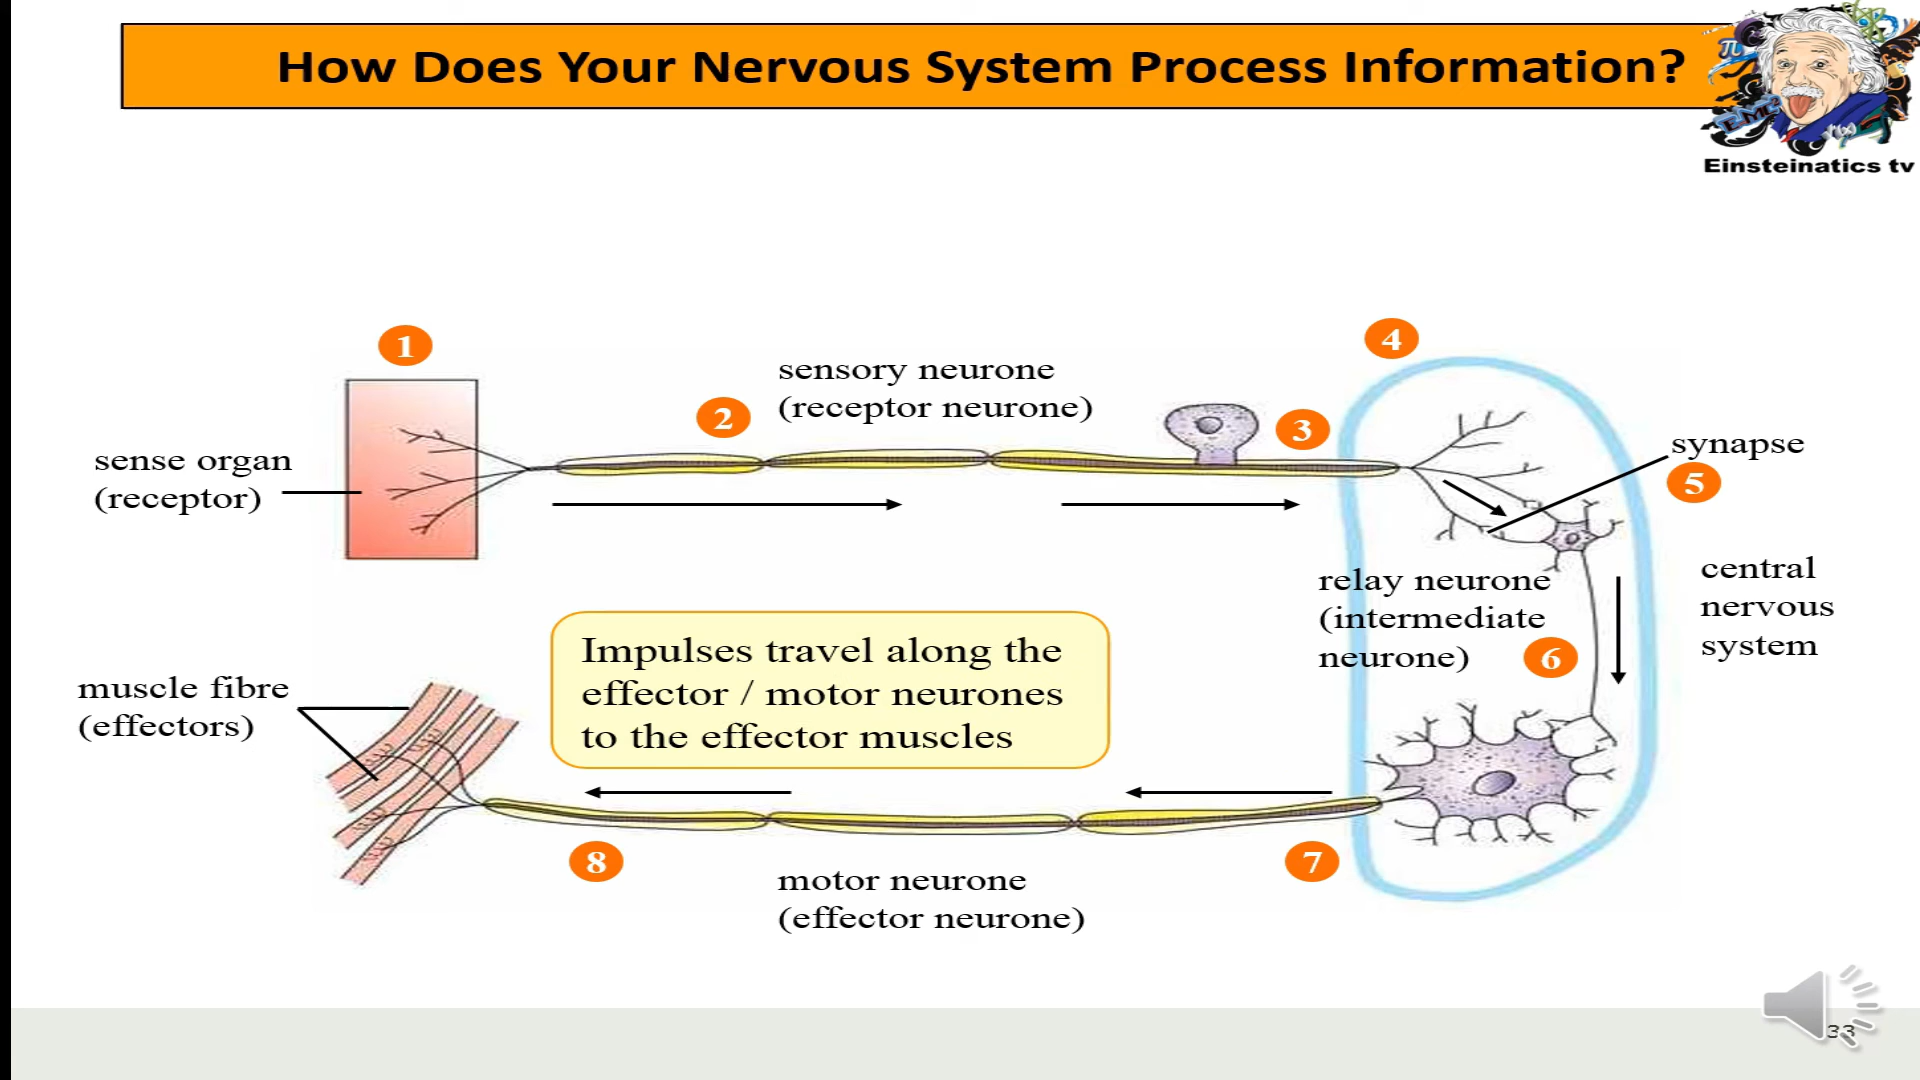 How Does Your Nervous System Process Information?
π
E=MC²
Einsteinatics tv
1
4
sensory neurone
(receptor neurone)
2
3
synapse
5
sense organ
(receptor)
central
nervous
system
relay neurone
(intermediate
neurone)
6
Impulses travel along the
effector / motor neurones
to the effector muscles
muscle fibre
(effectors)
8
7
motor neurone
(effector neurone)
33